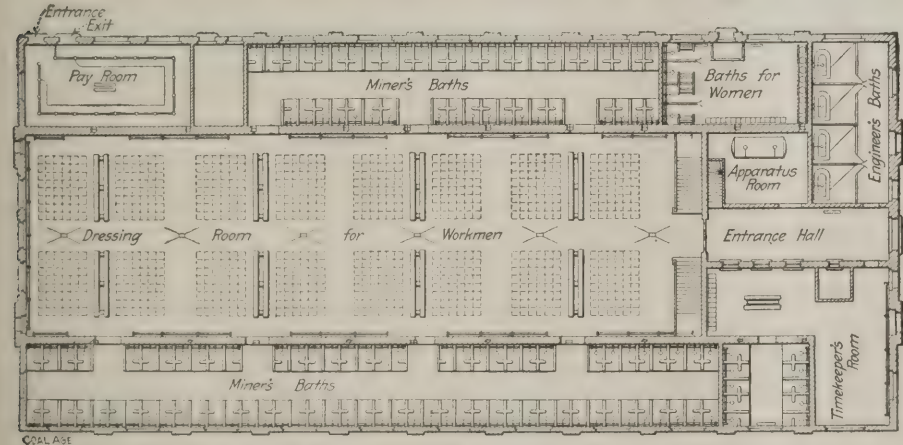 Entrance
Exit
Pay Room
Miner's Baths
Baths for
Women
Engineer's Baths
Apparatus
Room
Dressing Room for Workmen
Entrance Hall
Timekeeper's
Room
Miner's Baths
COAL AGE